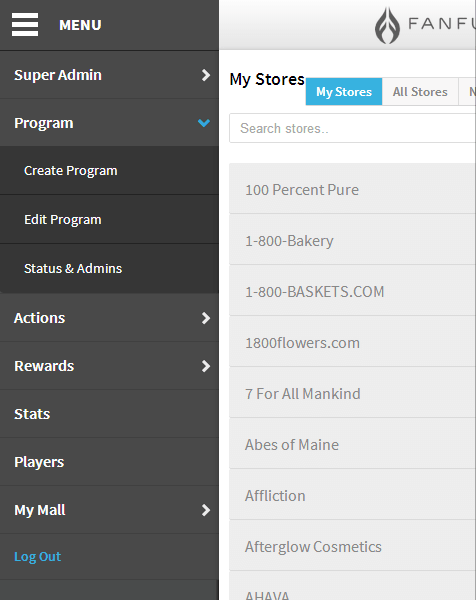 MENU
Super Admin
Program
Create Program
Edit Program
Status & Admins
Actions
Rewards
Stats
Players
My Mall
Log Out
FANFU
My Stores
My Stores
All Stores
N
Search stores..
100 Percent Pure
1-800-Bakery
1-800-BASKETS.COM
1800flowers.com
7 For All Mankind
Abes of Maine
Affliction
Afterglow Cosmetics
AHAVA